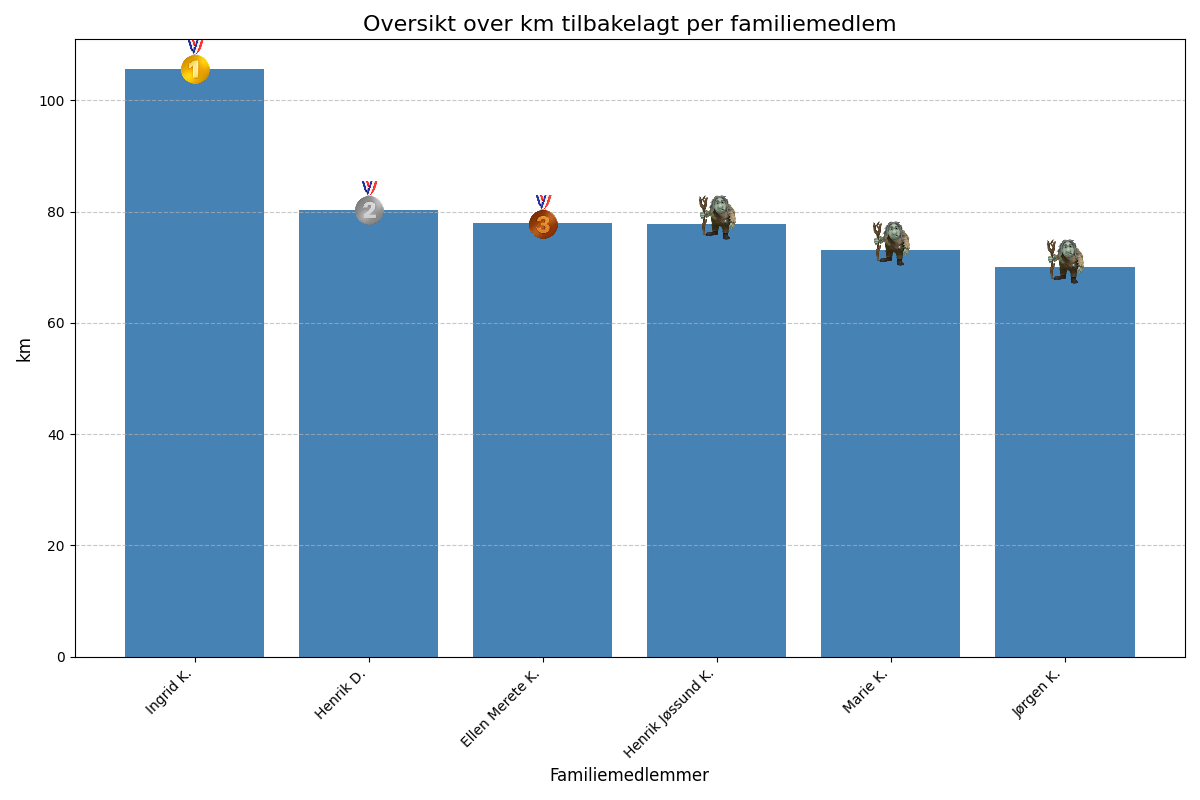 Oversikt over km tilbakelagt per familiemedlem
1
2
3
km
100
80
60
40
20
0
Ingrid K.
Henrik D.
Ellen Merete K.
Henrik Jøssund K.
Marie K.
Jørgen K.
Familiemedlemmer